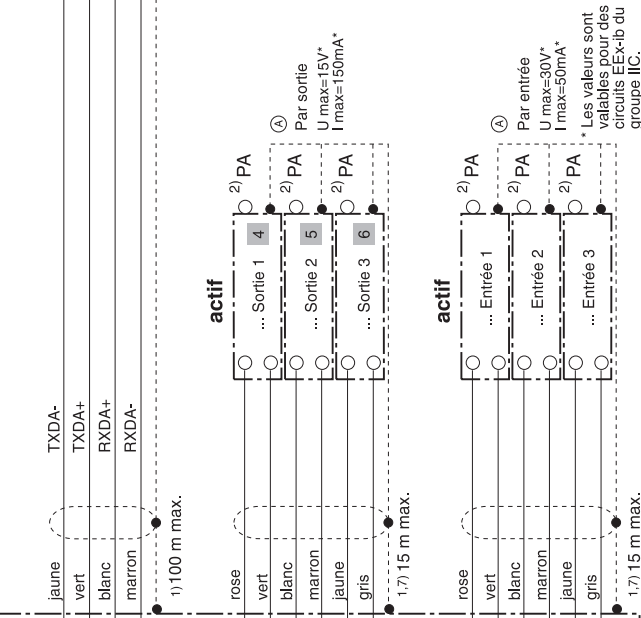 jaune TXDA-
vert TXDA+
blanc RXDA+
marron RXDA-
1) 100 m max.
actif
rose
vert
blanc
marron
jaune
gris
... Sortie 1 4
... Sortie 2 5
... Sortie 3 6
2) PA
2) PA
2) PA
A
Par sortie
U max=15V*
I max=150mA*
1,7) 15 m max.
actif
rose
vert
blanc
marron
jaune
gris
... Entrée 1
... Entrée 2
... Entrée 3
2) PA
2) PA
2) PA
A
Par entrée
U max=30V*
I max=50mA*
* Les valeurs sont
valables pour des
circuits EEx-ib du
groupe IIC.
1,7) 15 m max.